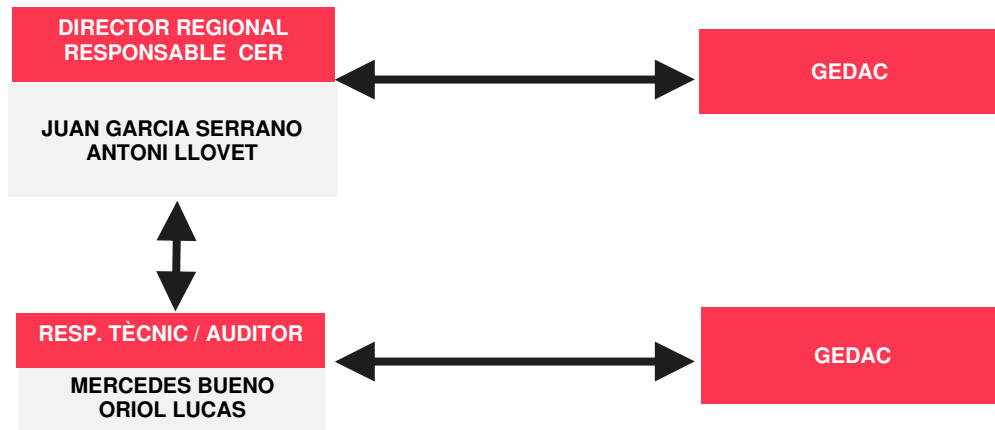 DIRECTOR REGIONAL
RESPONSABLE CER
GEDAC
JUAN GARCIA SERRANO
ANTONI LLOVET
RESP. TÈCNIC / AUDITOR
GEDAC
MERCEDES BUENO
ORIOL LUCAS